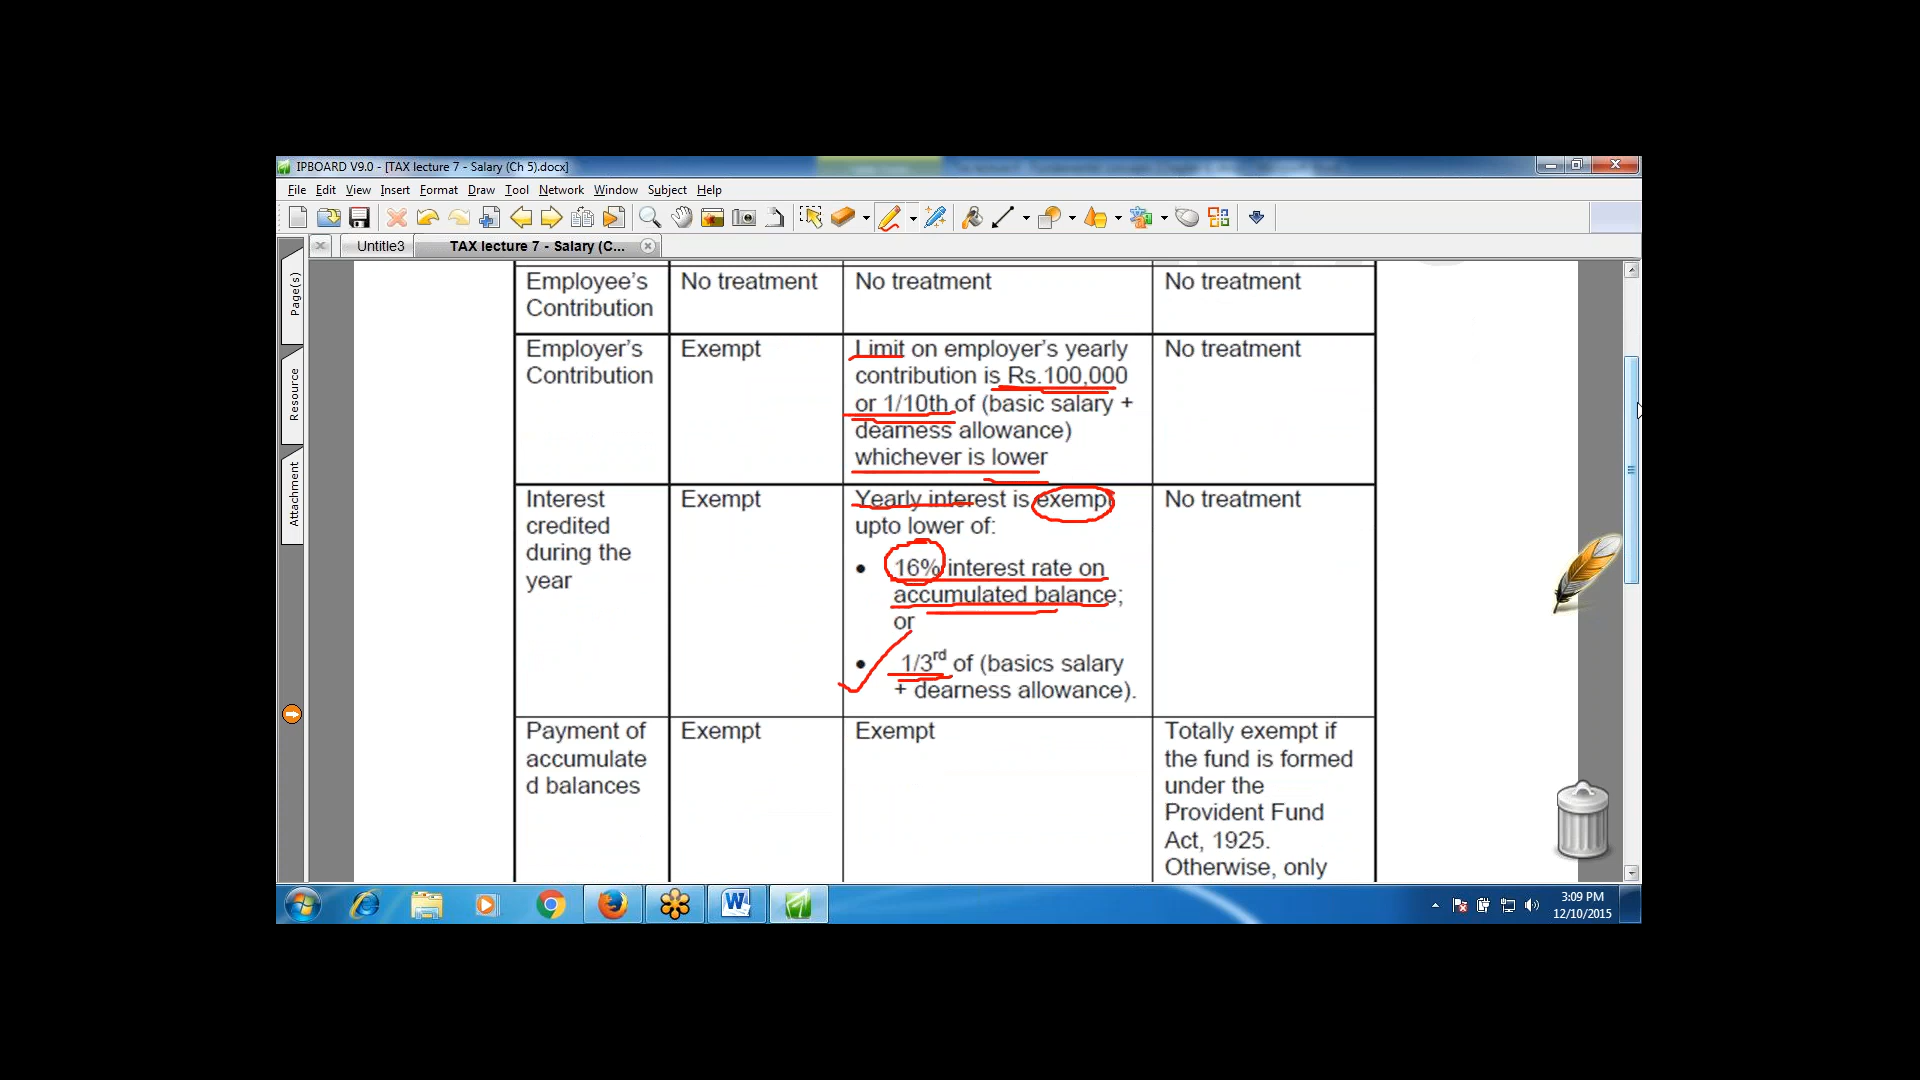 IPBOARD V9.0 - [TAX lecture 7 - Salary (Ch 5).docx]
File Edit View Insert Format Draw Tool Network Window Subject Help
Untitle3 TAX lecture 7 - Salary (C...
Page(s)
Resource
Attachment
Employee's
Contribution
No treatment
No treatment
No treatment
Employer's
Contribution
Exempt
Limit on employer's yearly
contribution is Rs.100,000
or 1/10th of (basic salary +
dearness allowance)
whichever is lower
No treatment
Interest
credited
during the
year
Exempt
Yearly interest is exempt
upto lower of:
• 16% interest rate on
accumulated balance;
or
• 1/3rd of (basics salary
+ dearness allowance).
No treatment
Payment of
accumulate
d balances
Exempt
Exempt
Totally exempt if
the fund is formed
under the
Provident Fund
Act, 1925.
Otherwise, only
3:09 PM
12/10/2015